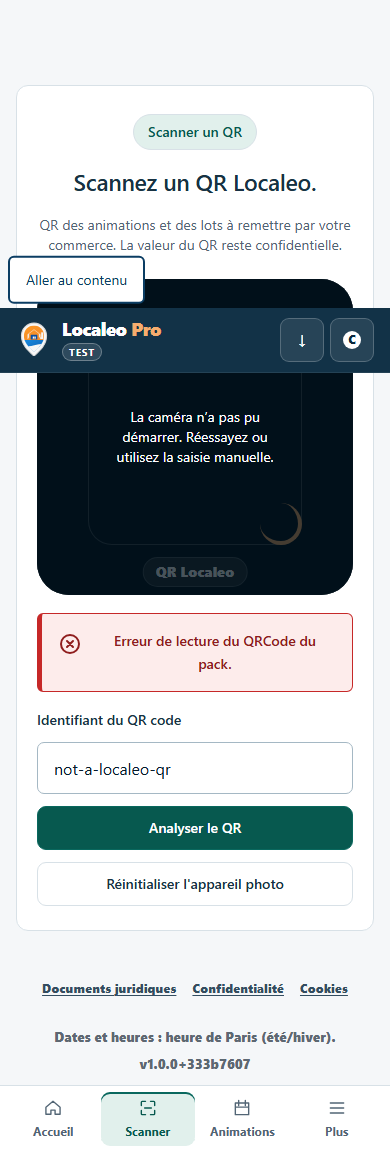 Scanner un QR
Scannez un QR Localeo.
QR des animations et des lots à remettre par votre
commerce. La valeur du QR reste confidentielle.
Aller au contenu
Localeo Pro
TEST
↓
C
La caméra n’a pas pu
démarrer. Réessayez ou
utilisez la saisie manuelle.
QR Localeo
Erreur de lecture du QRCode du
pack.
Identifiant du QR code
not-a-localeo-qr
Analyser le QR
Réinitialiser l'appareil photo
Documents juridiques Confidentialité Cookies
Dates et heures : heure de Paris (été/hiver).
v1.0.0+333b7607
Accueil Scanner Animations Plus